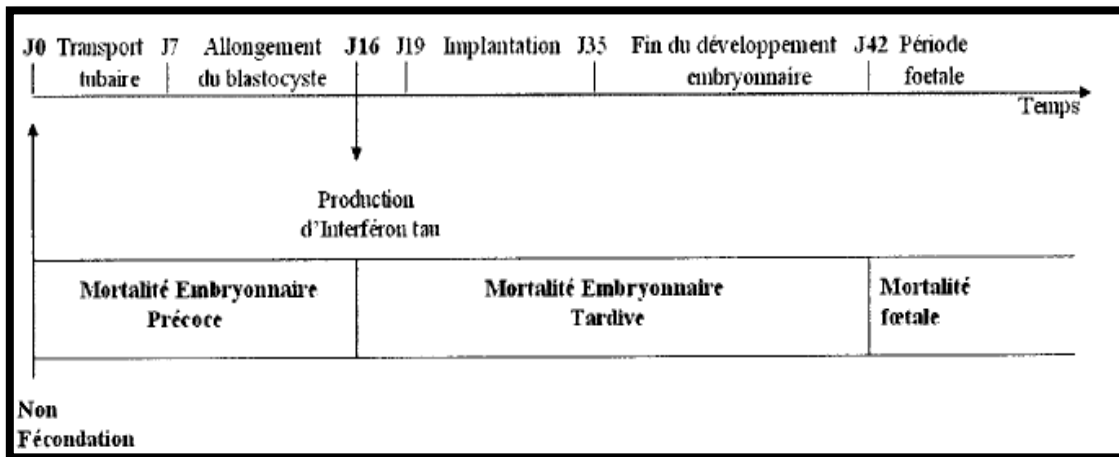 J0 Transport J7 Allongement J16 J19 Implantation J35 Fin du développement J42 Période
tubaire du blastocyste embryonnaire foetale
Temps
Production
d'Interféron tau
Mortalité Embryonnaire Mortalité Embryonnaire Mortalité
Précoce Tardive fœtale
Non
Fécondation